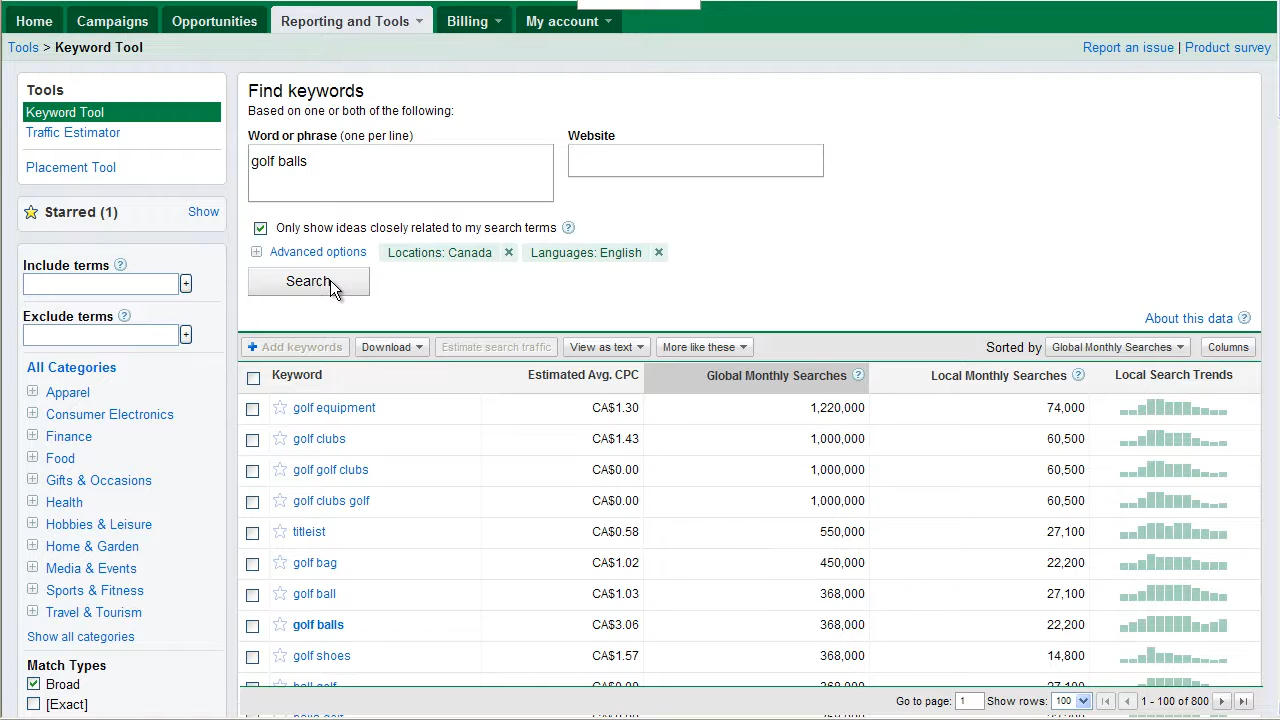 Home Campaigns Opportunities Reporting and Tools Billing My account
Tools > Keyword Tool Report an issue | Product survey
Tools
Keyword Tool
Traffic Estimator
Placement Tool
Starred (1) Show
Include terms ?
+
Exclude terms ?
+
All Categories
Apparel
Consumer Electronics
Finance
Food
Gifts & Occasions
Health
Hobbies & Leisure
Home & Garden
Media & Events
Sports & Fitness
Travel & Tourism
Show all categories
Match Types
Broad
[Exact]
Find keywords
Based on one or both of the following:
Word or phrase (one per line) Website
golf balls
Only show ideas closely related to my search terms ?
Advanced options Locations: Canada × Languages: English ×
Search
About this data ?
+ Add keywords Download Estimate search traffic View as text More like these Sorted by Global Monthly Searches Columns
Keyword Estimated Avg. CPC Global Monthly Searches ? Local Monthly Searches ? Local Search Trends
golf equipment CA$1.30 1,220,000 74,000
golf clubs CA$1.43 1,000,000 60,500
golf golf clubs CA$0.00 1,000,000 60,500
golf clubs golf CA$0.00 1,000,000 60,500
titleist CA$0.58 550,000 27,100
golf bag CA$1.02 450,000 22,200
golf ball CA$1.03 368,000 27,100
golf balls CA$3.06 368,000 22,200
golf shoes CA$1.57 368,000 14,800
Go to page: 1 Show rows: 100 1 - 100 of 800